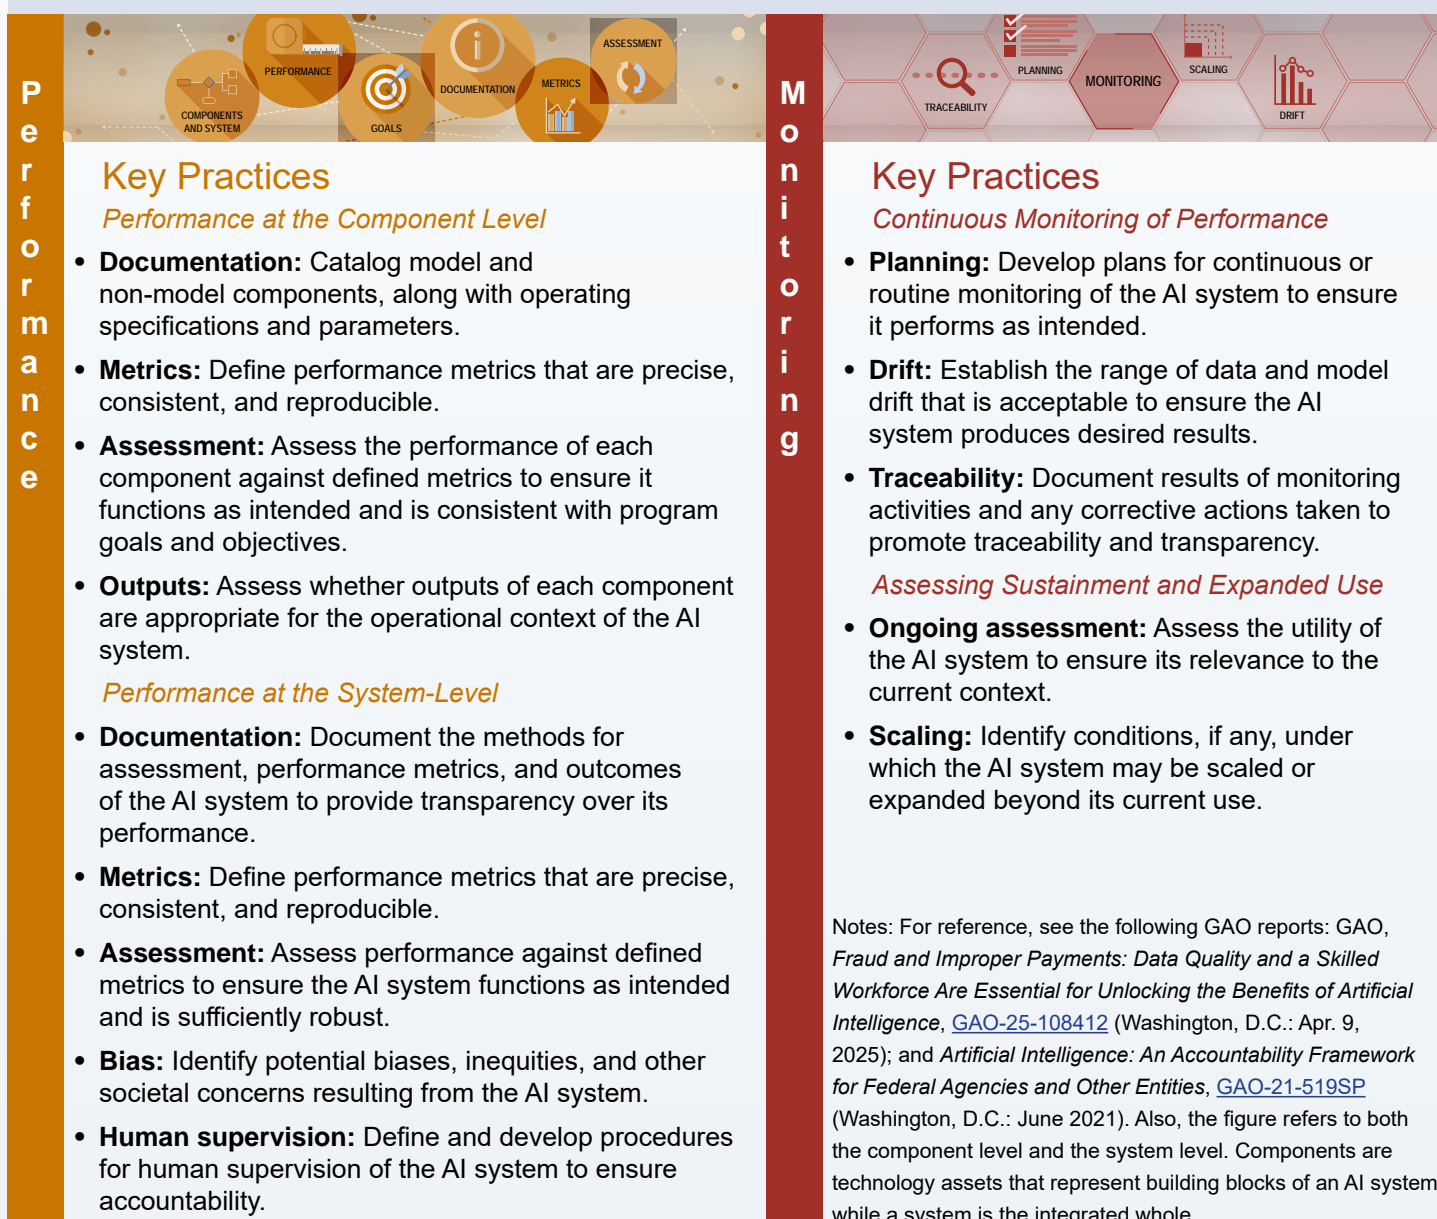 Performance
COMPONENTS
AND SYSTEM
PERFORMANCE
GOALS
DOCUMENTATION
METRICS
ASSESSMENT
Key Practices
Performance at the Component Level
• Documentation: Catalog model and
non-model components, along with operating
specifications and parameters.
• Metrics: Define performance metrics that are precise,
consistent, and reproducible.
• Assessment: Assess the performance of each
component against defined metrics to ensure it
functions as intended and is consistent with program
goals and objectives.
• Outputs: Assess whether outputs of each component
are appropriate for the operational context of the AI
system.
Performance at the System-Level
• Documentation: Document the methods for
assessment, performance metrics, and outcomes
of the AI system to provide transparency over its
performance.
• Metrics: Define performance metrics that are precise,
consistent, and reproducible.
• Assessment: Assess performance against defined
metrics to ensure the AI system functions as intended
and is sufficiently robust.
• Bias: Identify potential biases, inequities, and other
societal concerns resulting from the AI system.
• Human supervision: Define and develop procedures
for human supervision of the AI system to ensure
accountability.
Monitoring
TRACEABILITY
PLANNING
MONITORING
SCALING
DRIFT
Key Practices
Continuous Monitoring of Performance
• Planning: Develop plans for continuous or
routine monitoring of the AI system to ensure
it performs as intended.
• Drift: Establish the range of data and model
drift that is acceptable to ensure the AI
system produces desired results.
• Traceability: Document results of monitoring
activities and any corrective actions taken to
promote traceability and transparency.
Assessing Sustainment and Expanded Use
• Ongoing assessment: Assess the utility of
the AI system to ensure its relevance to the
current context.
• Scaling: Identify conditions, if any, under
which the AI system may be scaled or
expanded beyond its current use.
Notes: For reference, see the following GAO reports: GAO,
Fraud and Improper Payments: Data Quality and a Skilled
Workforce Are Essential for Unlocking the Benefits of Artificial
Intelligence, GAO-25-108412 (Washington, D.C.: Apr. 9,
2025); and Artificial Intelligence: An Accountability Framework
for Federal Agencies and Other Entities, GAO-21-519SP
(Washington, D.C.: June 2021). Also, the figure refers to both
the component level and the system level. Components are
technology assets that represent building blocks of an AI system
while a system is the integrated whole.